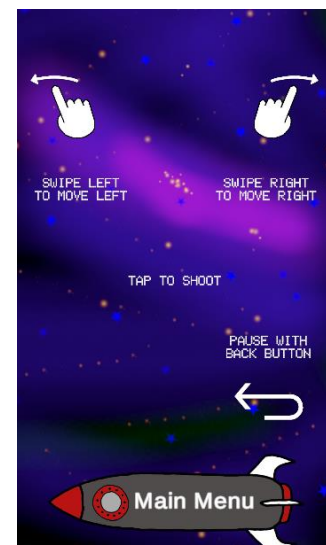 SWIPE LEFT
TO MOVE LEFT
SWIPE RIGHT
TO MOVE RIGHT
TAP TO SHOOT
PAUSE WITH
BACK BUTTON
Main Menu